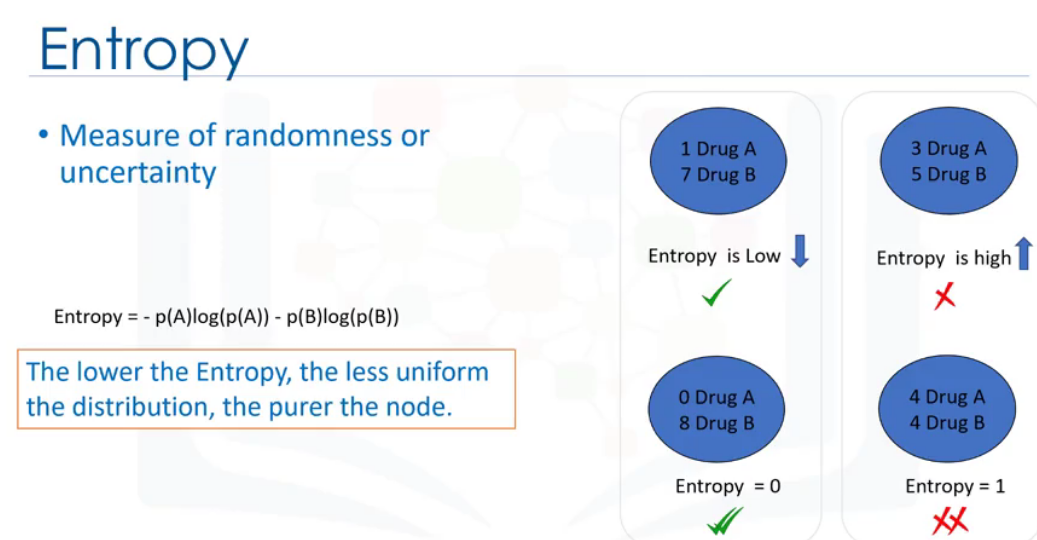 Entropy
• Measure of randomness or
uncertainty
Entropy = - p(A)log(p(A)) - p(B)log(p(B))
The lower the Entropy, the less uniform
the distribution, the purer the node.
1 Drug A
7 Drug B
Entropy is Low
3 Drug A
5 Drug B
Entropy is high
0 Drug A
8 Drug B
Entropy = 0
4 Drug A
4 Drug B
Entropy = 1